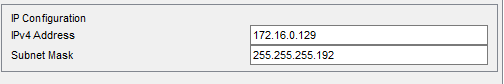 IP Configuration
IPv4 Address 172.16.0.129
Subnet Mask 255.255.255.192